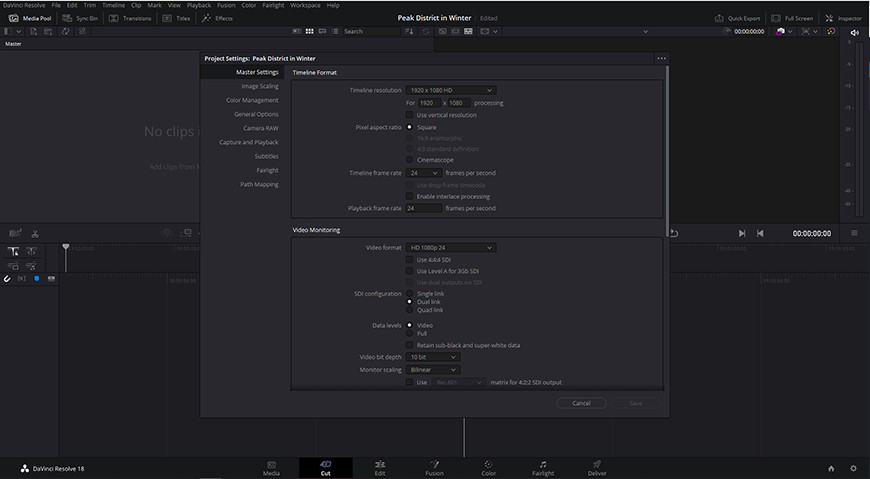 DaVinci Resolve File Edit Trim Timeline Clip Mark View Playback Fusion Color Fairlight Workspace Help
Media Pool Sync Bin Transitions Titles Effects Peak District in Winter Edited Quick Export Full Screen Inspector
Search 00:00:00:00
Master
No clips i
Add clips from M
Project Settings: Peak District in Winter
Master Settings
Image Scaling
Color Management
General Options
Camera RAW
Capture and Playback
Subtitles
Fairlight
Path Mapping
Timeline Format
Timeline resolution 1920 x 1080 HD
For 1920 x 1080 processing
Use vertical resolution
Pixel aspect ratio Square
16:9 anamorphic
4:3 standard definition
Cinemascope
Timeline frame rate 24 frames per second
Use drop frame timecode
Enable interlace processing
Playback frame rate 24 frames per second
Video Monitoring
Video format HD 1080p 24
Use 4:4:4 SDI
Use Level A for 3Gb SDI
Use dual outputs on SDI
SDI configuration Single link
Dual link
Quad link
Data levels Video
Full
Retain sub-black and super-white data
Video bit depth 10 bit
Monitor scaling Bilinear
Use Rec.601 matrix for 4:2:2 SDI output
Cancel Save
00:00:00:00
DaVinci Resolve 18
Media Cut Edit Fusion Color Fairlight Deliver